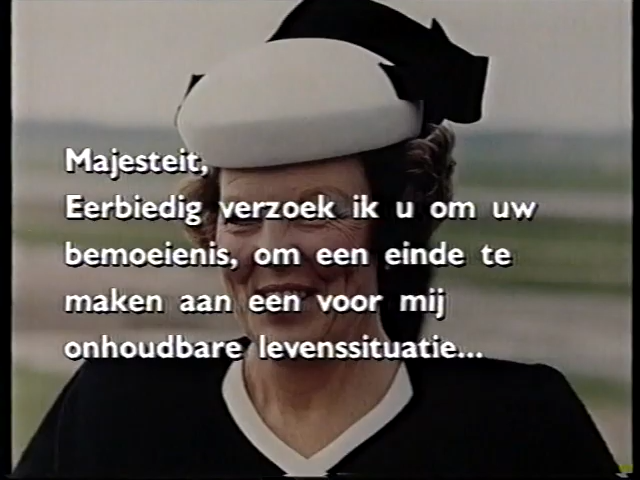 Majesteit,
Eerbiedig verzoek ik u om uw
bemoeienis, om een einde te
maken aan een voor mij
onhoudbare levenssituatie...